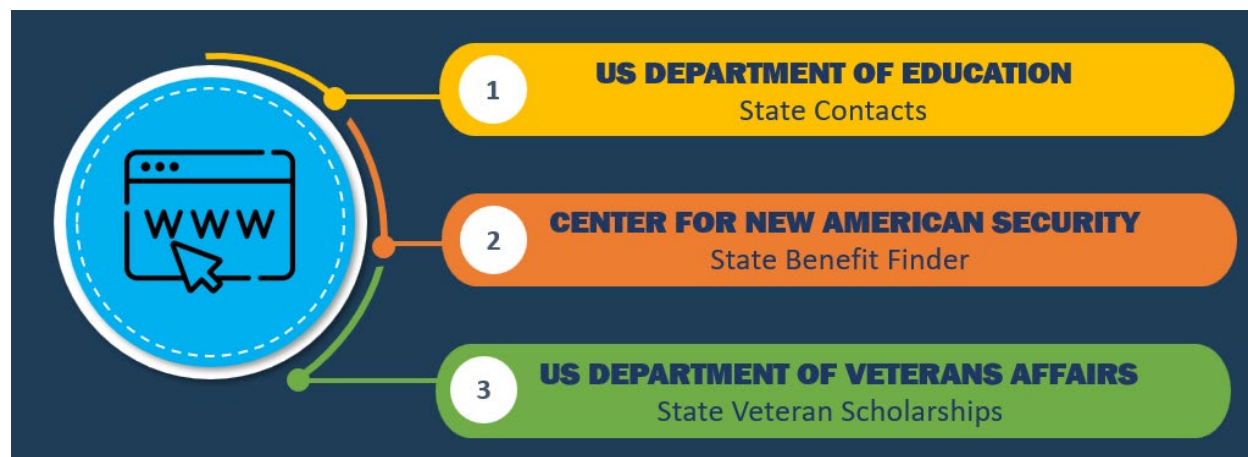 1
US DEPARTMENT OF EDUCATION
State Contacts
WWW
2
CENTER FOR NEW AMERICAN SECURITY
State Benefit Finder
3
US DEPARTMENT OF VETERANS AFFAIRS
State Veteran Scholarships